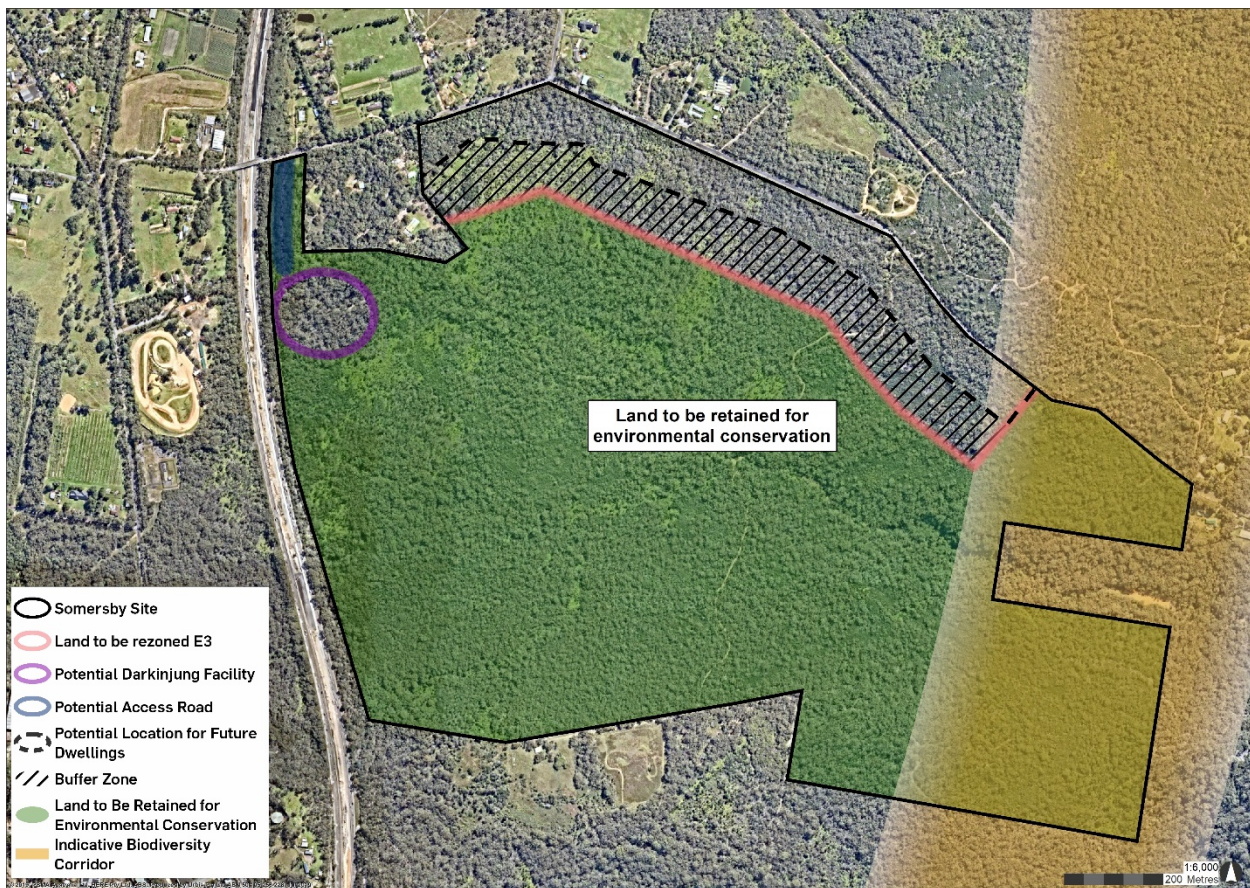 Land to be retained for
environmental conservation
Somersby Site
Land to be rezoned E3
Potential Darkinjung Facility
Potential Access Road
Potential Location for Future
Dwellings
Buffer Zone
Land to Be Retained for
Environmental Conservation
Indicative Biodiversity
Corridor
1:6,000
200 Metres